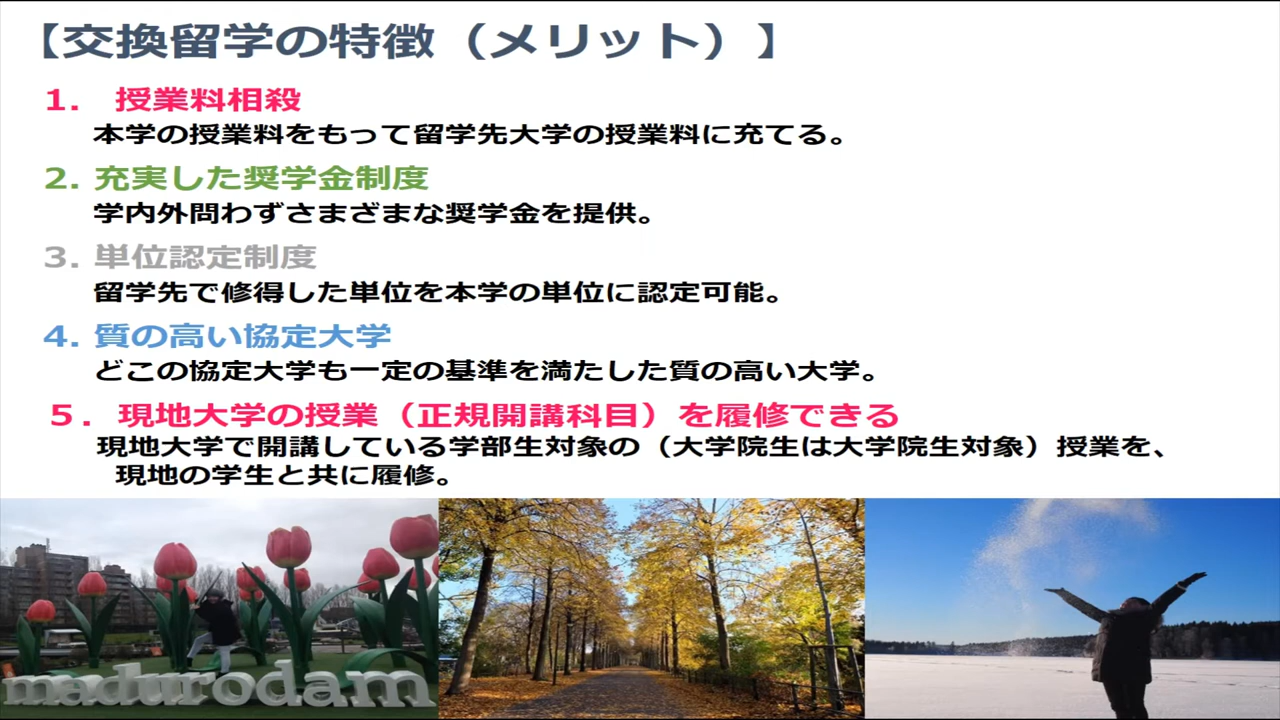 【交換留学の特徴（メリット）】
1. 授業料相殺
本学の授業料をもって留学先大学の授業料に充てる。
2. 充実した奨学金制度
学内外問わずさまざまな奨学金を提供。
3. 単位認定制度
留学先で修得した単位を本学の単位に認定可能。
4. 質の高い協定大学
どこの協定大学も一定の基準を満たした質の高い大学。
５．現地大学の授業（正規開講科目）を履修できる
現地大学で開講している学部生対象の（大学院生は大学院生対象）授業を、
現地の学生と共に履修。
madurodam